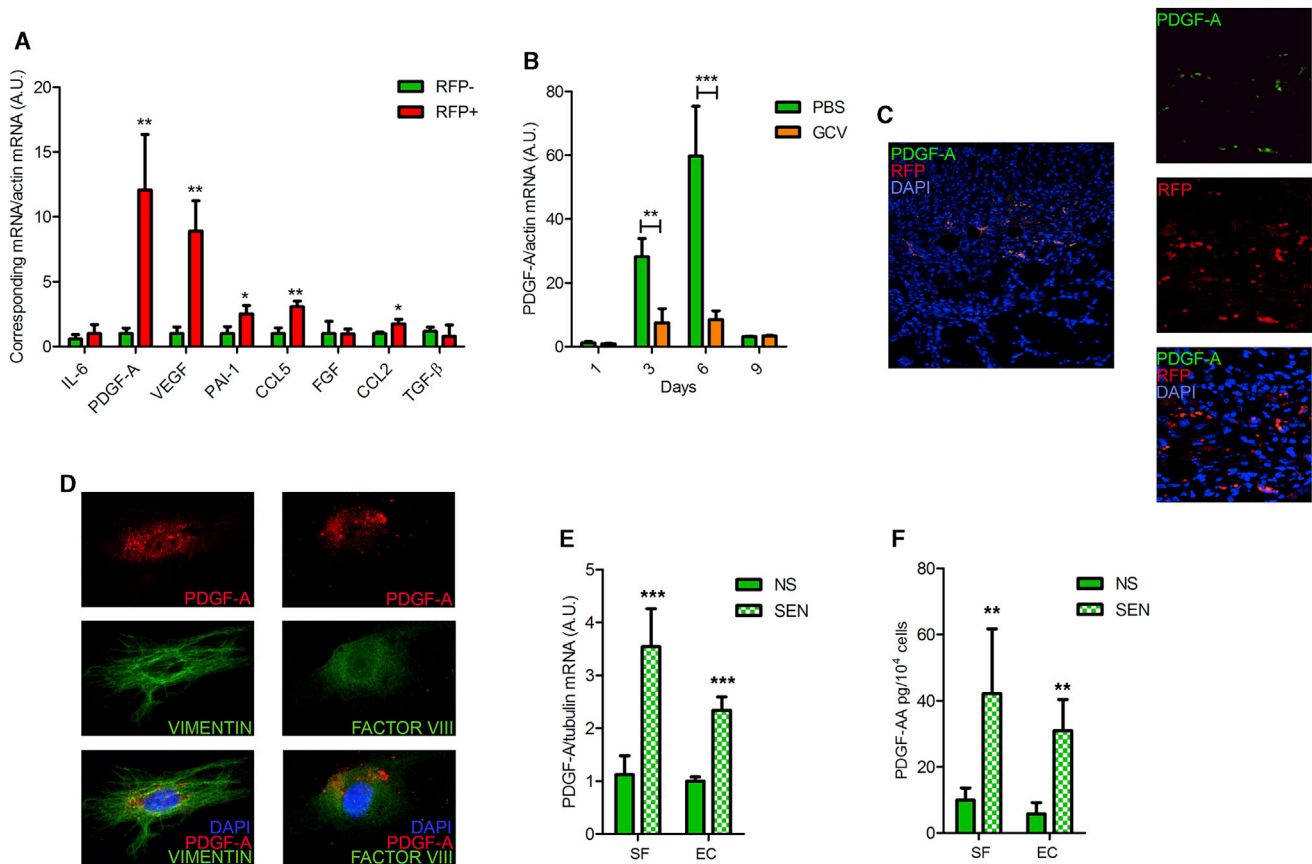 A
Corresponding mRNA/actin mRNA (A.U.)
20
15
10
5
0
RFP-
RFP+
**
**
*
**
*
IL-6
PDGF-A
VEGF
PAI-1
CCL5
FGF
CCL2
TGF-β
B
PDGF-A/actin mRNA (A.U.)
80
60
40
20
0
PBS
GCV
**
***
1
3
6
9
Days
C
PDGF-A
RFP
DAPI
PDGF-A
RFP
PDGF-A
RFP
DAPI
D
PDGF-A
PDGF-A
VIMENTIN
FACTOR VIII
DAPI
PDGF-A
VIMENTIN
DAPI
PDGF-A
FACTOR VIII
E
PDGF-A/tubulin mRNA (A.U.)
5
4
3
2
1
0
NS
SEN
***
***
SF
EC
F
PDGF-AA pg/10⁴ cells
80
60
40
20
0
NS
SEN
**
**
SF
EC